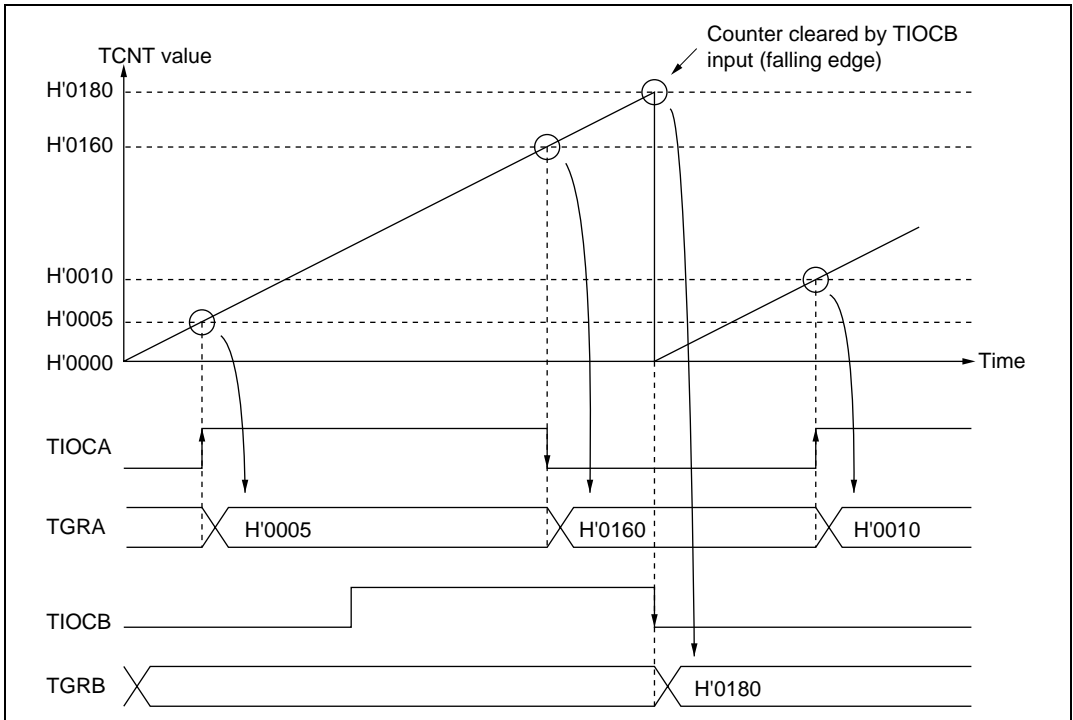 Counter cleared by TIOCB
input (falling edge)
TCNT value
H'0180
H'0160
H'0010
H'0005
H'0000
Time
TIOCA
TGRA
H'0005
H'0160
H'0010
TIOCB
TGRB
H'0180